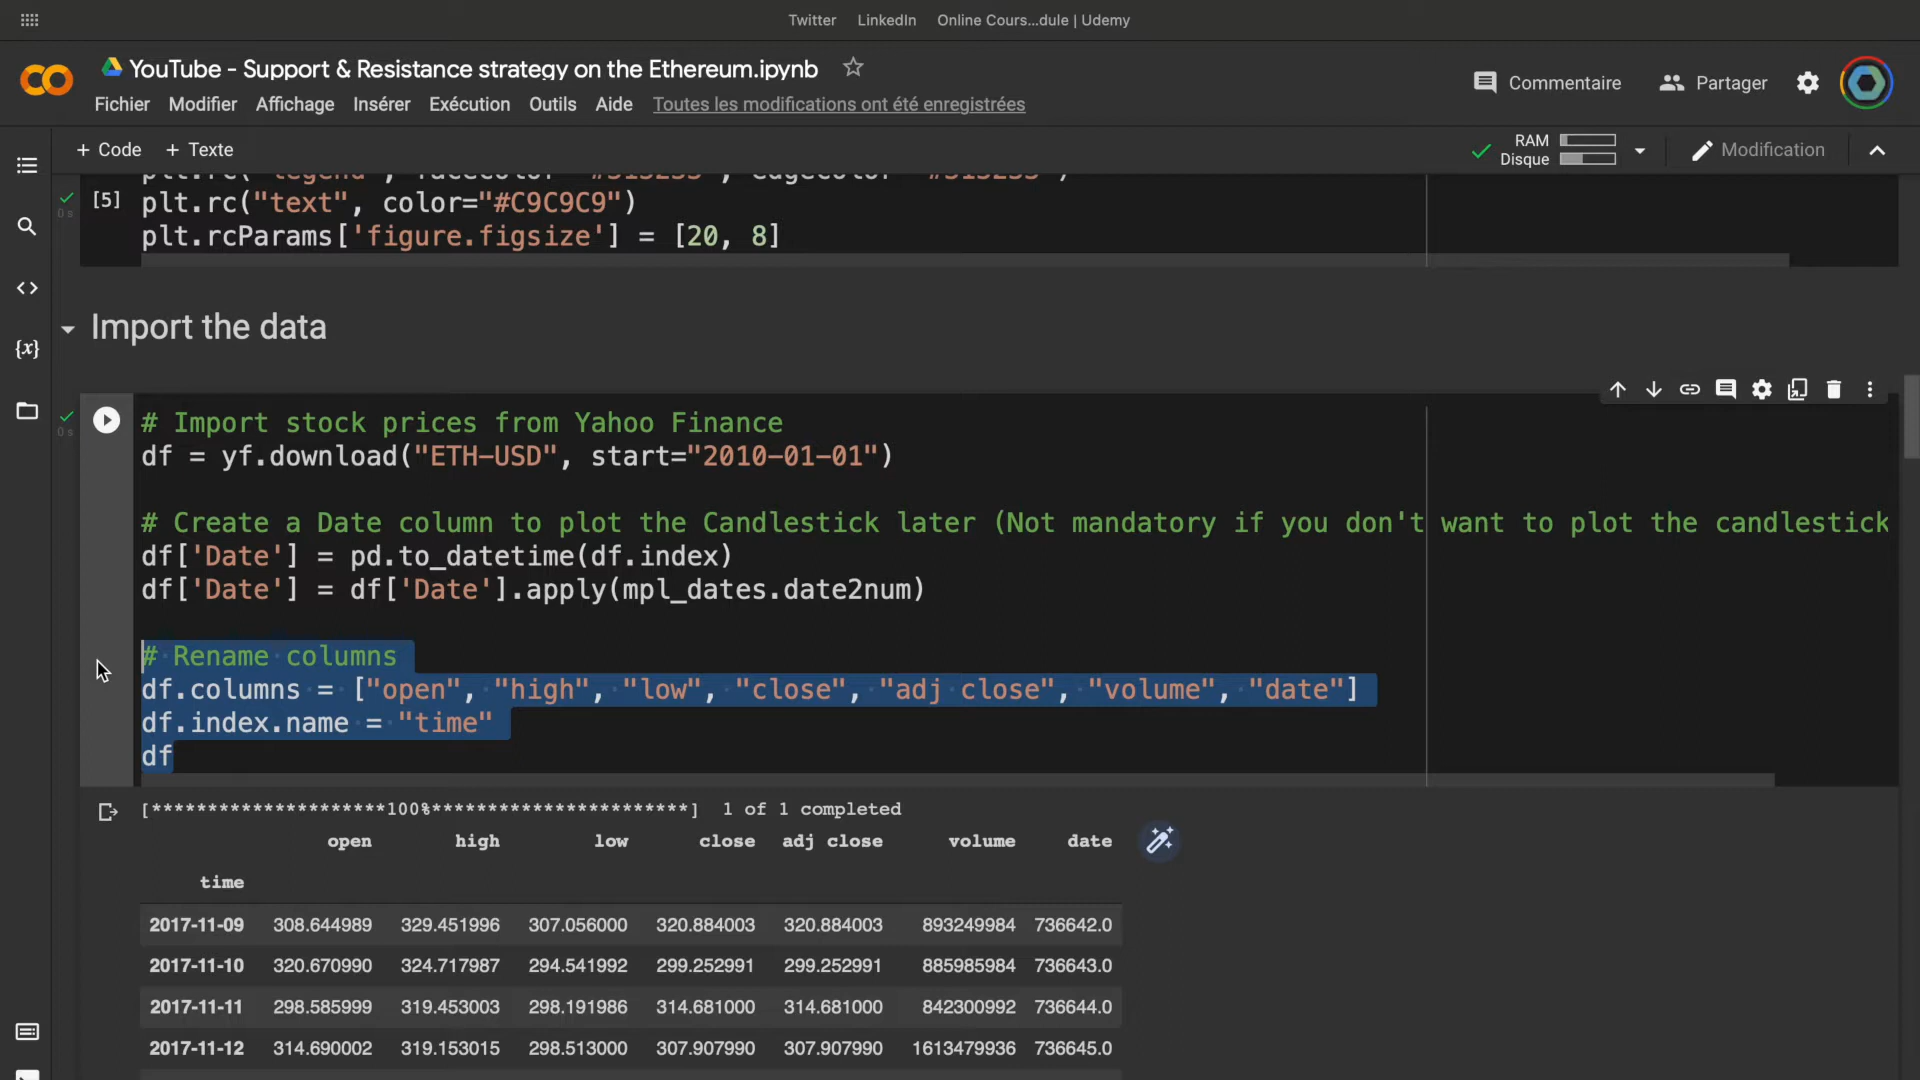 Twitter LinkedIn Online Cours...dule | Udemy
YouTube - Support & Resistance strategy on the Ethereum.ipynb
Fichier Modifier Affichage Insérer Exécution Outils Aide Toutes les modifications ont été enregistrées
Commentaire Partager
+ Code + Texte
RAM
Disque
Modification
plt.rc("legend", facecolor="#313233", edgecolor="#313233")
[5] plt.rc("text", color="#C9C9C9")
0 s
plt.rcParams['figure.figsize'] = [20, 8]
Import the data
# Import stock prices from Yahoo Finance
0 s
df = yf.download("ETH-USD", start="2010-01-01")
# Create a Date column to plot the Candlestick later (Not mandatory if you don't want to plot the candlestick
df['Date'] = pd.to_datetime(df.index)
df['Date'] = df['Date'].apply(mpl_dates.date2num)
# Rename columns
df.columns = ["open", "high", "low", "close", "adj close", "volume", "date"]
df.index.name = "time"
df
[*********************100%***********************] 1 of 1 completed
open high low close adj close volume date
time
2017-11-09 308.644989 329.451996 307.056000 320.884003 320.884003 893249984 736642.0
2017-11-10 320.670990 324.717987 294.541992 299.252991 299.252991 885985984 736643.0
2017-11-11 298.585999 319.453003 298.191986 314.681000 314.681000 842300992 736644.0
2017-11-12 314.690002 319.153015 298.513000 307.907990 307.907990 1613479936 736645.0